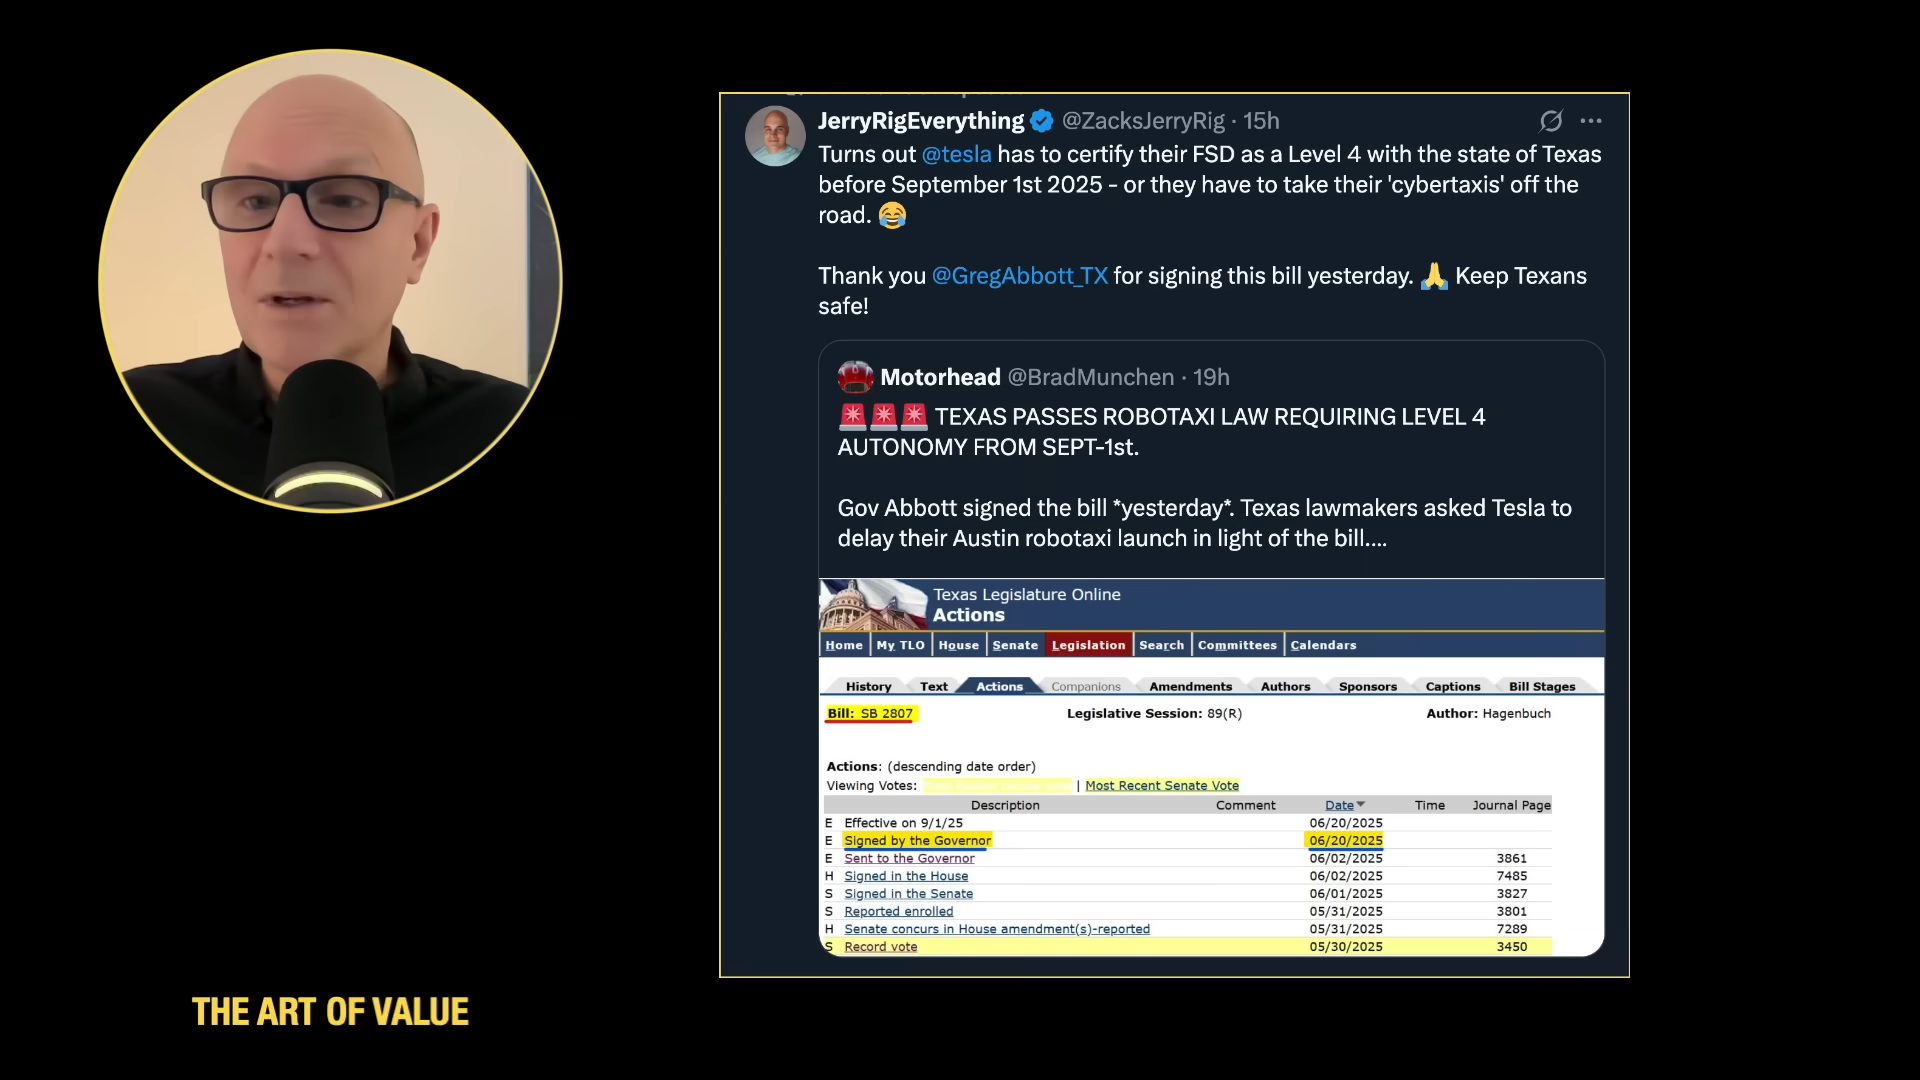 JerryRigEverything @ZacksJerryRig · 15h
Turns out @tesla has to certify their FSD as a Level 4 with the state of Texas
before September 1st 2025 - or they have to take their 'cybertaxis' off the
road. 😂
Thank you @GregAbbott_TX for signing this bill yesterday. 🙏 Keep Texans
safe!
Motorhead @BradMunchen · 19h
🚨🚨🚨 TEXAS PASSES ROBOTAXI LAW REQUIRING LEVEL 4
AUTONOMY FROM SEPT-1st.
Gov Abbott signed the bill *yesterday*. Texas lawmakers asked Tesla to
delay their Austin robotaxi launch in light of the bill....
Texas Legislature Online
Actions
Home My TLO House Senate Legislation Search Committees Calendars
History Text Actions Companions Amendments Authors Sponsors Captions Bill Stages
Bill: SB 2807 Legislative Session: 89(R) Author: Hagenbuch
Actions: (descending date order)
Viewing Votes: | Most Recent Senate Vote
Description Comment Date▼ Time Journal Page
E Effective on 9/1/25 06/20/2025
E Signed by the Governor 06/20/2025
E Sent to the Governor 06/02/2025 3861
H Signed in the House 06/02/2025 7485
S Signed in the Senate 06/01/2025 3827
S Reported enrolled 05/31/2025 3801
H Senate concurs in House amendment(s)-reported 05/31/2025 7289
S Record vote 05/30/2025 3450
THE ART OF VALUE